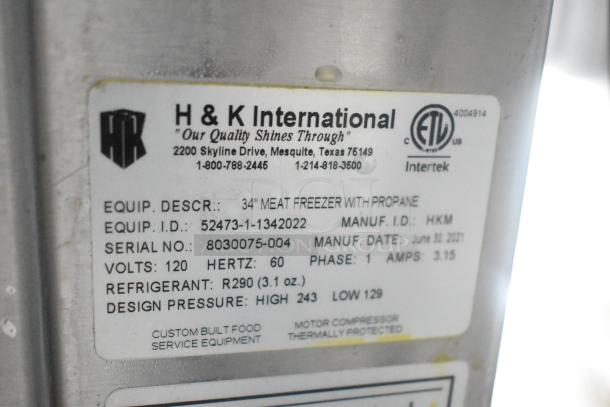 HK
H & K International
"Our Quality Shines Through"
2200 Skyline Drive, Mesquite, Texas 75149
1-800-788-2445 1-214-818-3500
4004914
C ETL US
Intertek
EQUIP. DESCR.: 34" MEAT FREEZER WITH PROPANE
EQUIP. I.D.: 52473-1-1342022 MANUF. I.D.: HKM
SERIAL NO.: 8030075-004 MANUF. DATE: June 30, 2021
VOLTS: 120 HERTZ: 60 PHASE: 1 AMPS: 3.15
REFRIGERANT: R290 (3.1 oz.)
DESIGN PRESSURE: HIGH 243 LOW 129
CUSTOM BUILT FOOD
SERVICE EQUIPMENT
MOTOR COMPRESSOR
THERMALLY PROTECTED